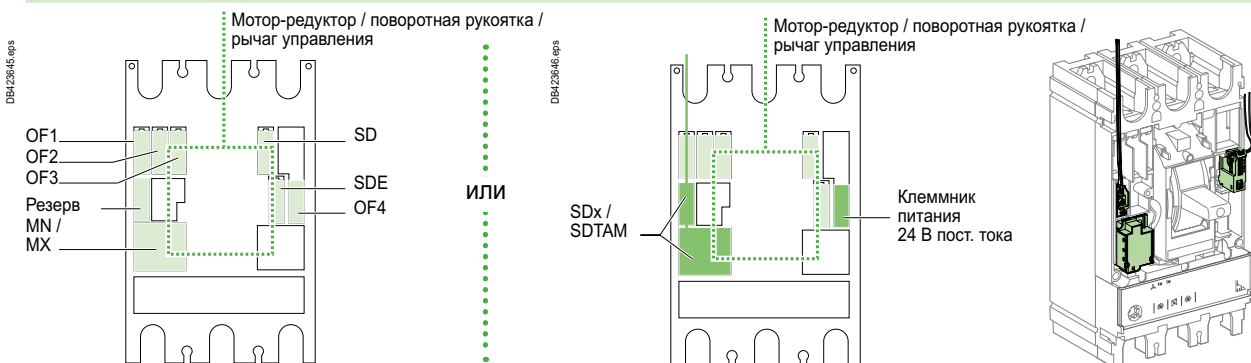 DB423645.eps
Мотор-редуктор / поворотная рукоятка /
рычаг управления
OF1
OF2
OF3
Резерв
MN /
MX
SD
SDE
OF4
ИЛИ
DB423646.eps
Мотор-редуктор / поворотная рукоятка /
рычаг управления
SDx /
SDTAM
Клеммник
питания
24 В пост. тока